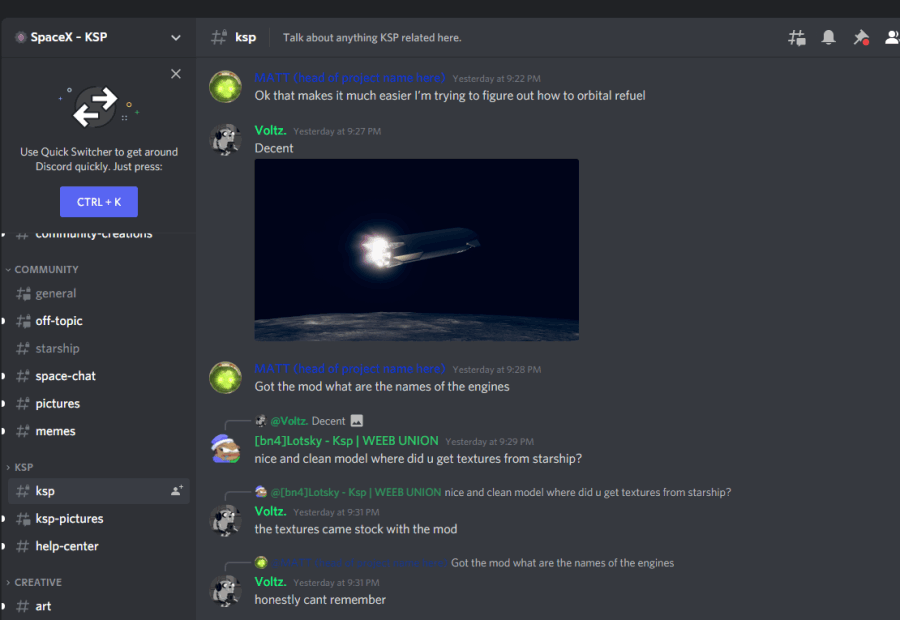 SpaceX - KSP
ksp
Talk about anything KSP related here.
Use Quick Switcher to get around
Discord quickly. Just press:
CTRL + K
community-creations
COMMUNITY
general
off-topic
starship
space-chat
pictures
memes
KSP
ksp
ksp-pictures
help-center
CREATIVE
art
MATT (head of project name here) Yesterday at 9:22 PM
Ok that makes it much easier I'm trying to figure out how to orbital refuel
Voltz. Yesterday at 9:27 PM
Decent
MATT (head of project name here) Yesterday at 9:28 PM
Got the mod what are the names of the engines
@Voltz. Decent
[bn4]Lotsky - Ksp | WEEB UNION Yesterday at 9:29 PM
nice and clean model where did u get textures from starship?
@[bn4]Lotsky - Ksp | WEEB UNION nice and clean model where did u get textures from starship?
Voltz. Yesterday at 9:31 PM
the textures came stock with the mod
Got the mod what are the names of the engines
Voltz. Yesterday at 9:31 PM
honestly cant remember